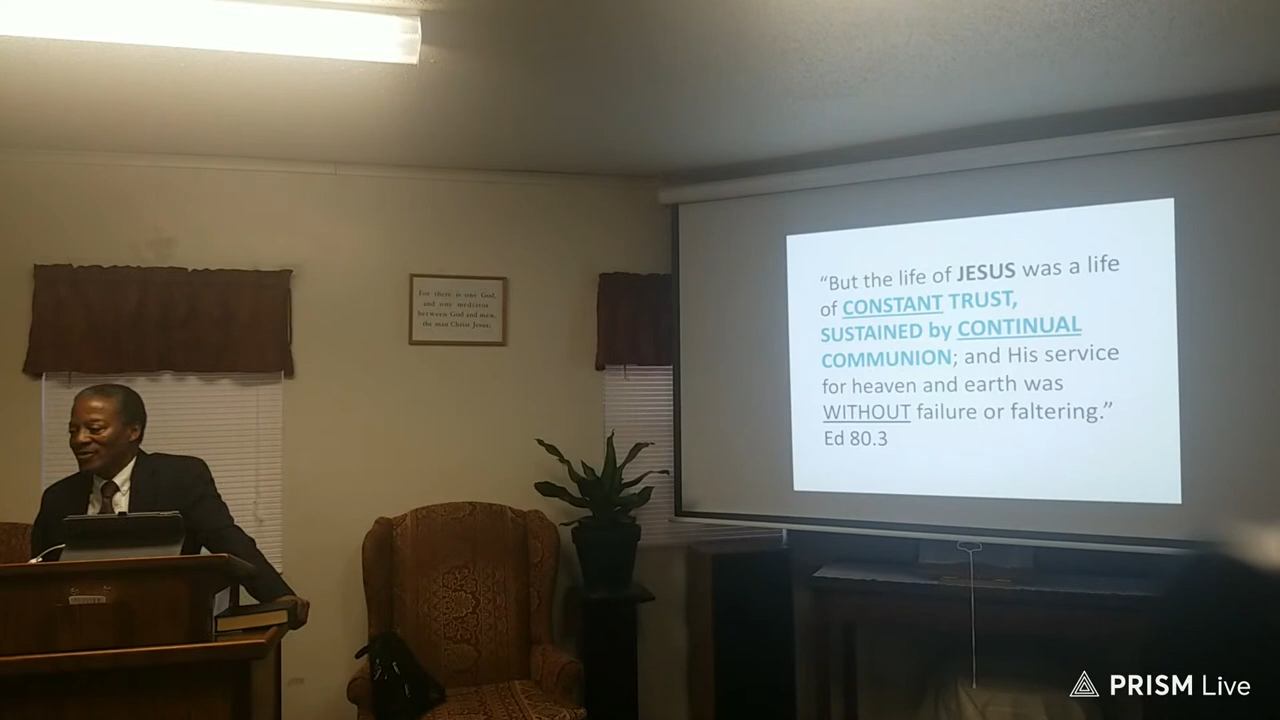 For there is one God,
and one mediator
between God and men,
the man Christ Jesus;
“But the life of JESUS was a life
of CONSTANT TRUST,
SUSTAINED by CONTINUAL
COMMUNION; and His service
for heaven and earth was
WITHOUT failure or faltering.”
Ed 80.3
PRISM Live